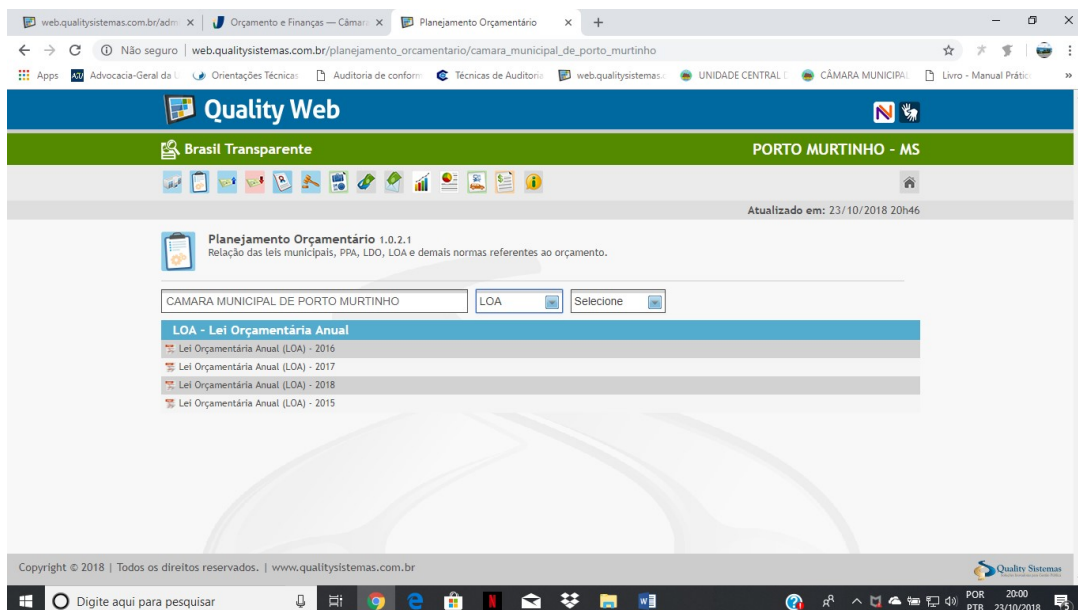 web.qualitysistemas.com.br/adm
Orçamento e Finanças — Câmar
Planejamento Orçamentário
Não seguro | web.qualitysistemas.com.br/planejamento_orcamentario/camara_municipal_de_porto_murtinho
Apps
AGU Advocacia-Geral da U
Orientações Técnicas
Auditoria de conform
Técnicas de Auditoria
web.qualitysistemas.c
UNIDADE CENTRAL D
CÂMARA MUNICIPAL
Livro - Manual Prátic
»
Quality Web
Brasil Transparente
PORTO MURTINHO - MS
Atualizado em: 23/10/2018 20h46
Planejamento Orçamentário 1.0.2.1
Relação das leis municipais, PPA, LDO, LOA e demais normas referentes ao orçamento.
CAMARA MUNICIPAL DE PORTO MURTINHO
LOA
Selecione
LOA - Lei Orçamentária Anual
Lei Orçamentária Anual (LOA) - 2016
Lei Orçamentária Anual (LOA) - 2017
Lei Orçamentária Anual (LOA) - 2018
Lei Orçamentária Anual (LOA) - 2015
Copyright © 2018 | Todos os direitos reservados. | www.qualitysistemas.com.br
Quality Sistemas
Digite aqui para pesquisar
POR
PTB
20:00
23/10/2018